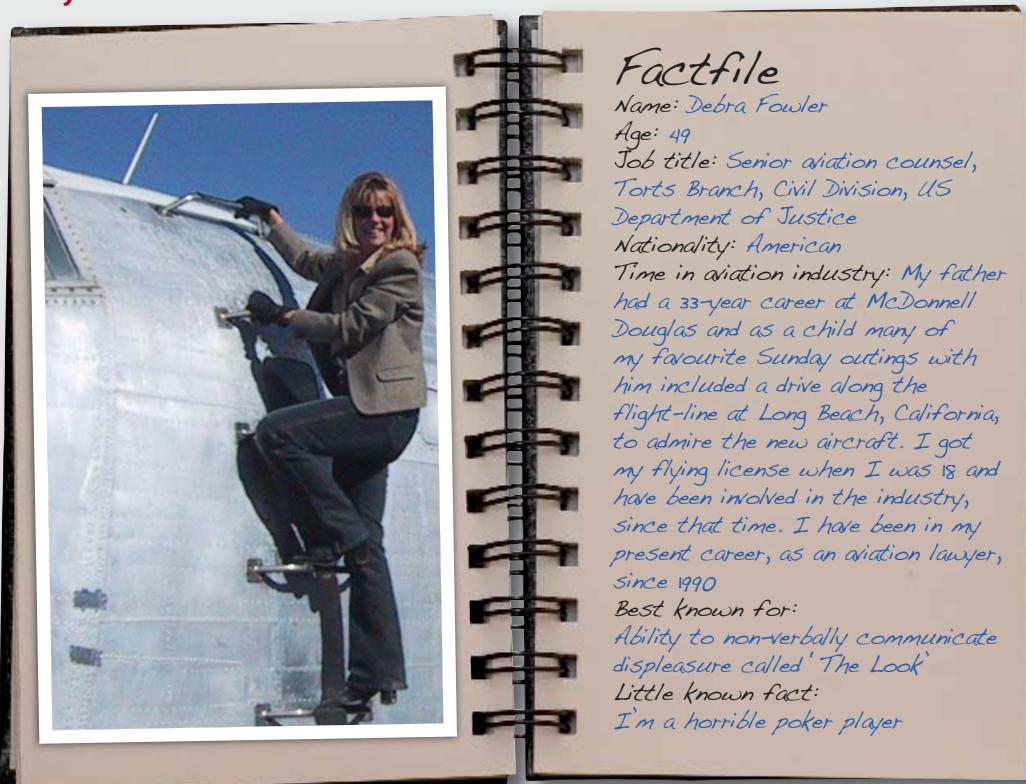 Factfile
Name: Debra Fowler
Age: 49
Job title: Senior aviation counsel,
Torts Branch, Civil Division, US
Department of Justice
Nationality: American
Time in aviation industry: My father
had a 33-year career at McDonnell
Douglas and as a child many of
my favourite Sunday outings with
him included a drive along the
flight-line at Long Beach, California,
to admire the new aircraft. I got
my flying license when I was 18 and
have been involved in the industry,
since that time. I have been in my
present career, as an aviation lawyer,
since 1990
Best known for:
Ability to non-verbally communicate
displeasure called ' The Look'
Little known fact:
I'm a horrible poker player